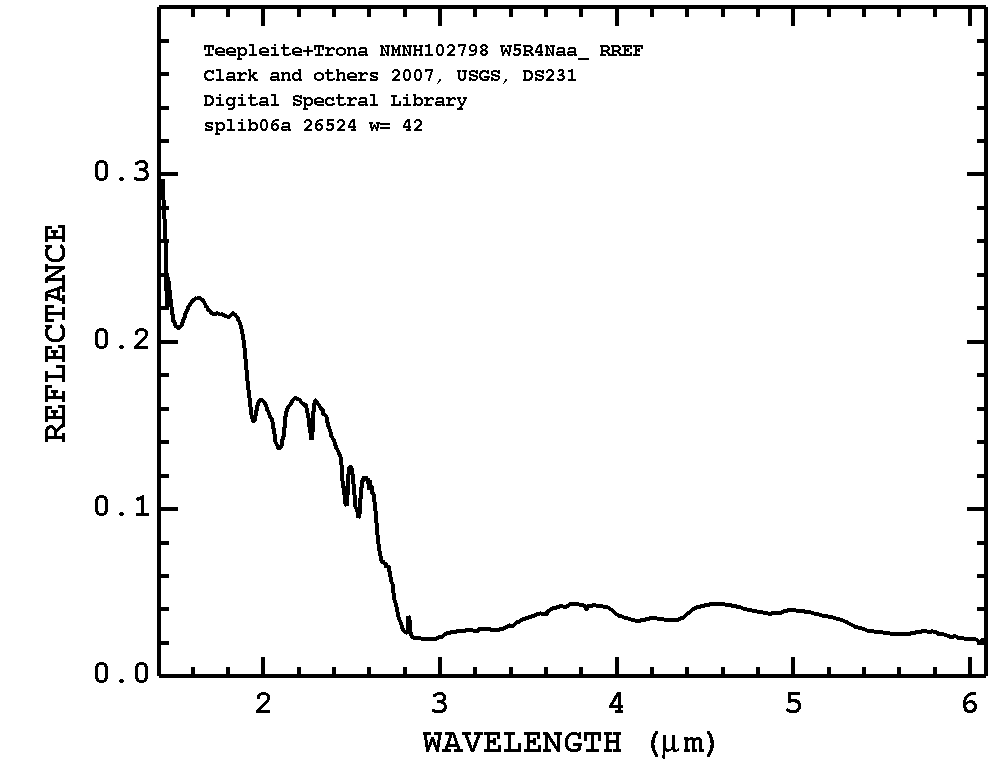 Teepleite+Trona NMNH102798 W5R4Naa_ RREF
Clark and others 2007, USGS, DS231
Digital Spectral Library
splib06a 26524 w= 42
0.3
0.2
0.1
0.0
REFLECTANCE
2 3 4 5 6
WAVELENGTH (μm)